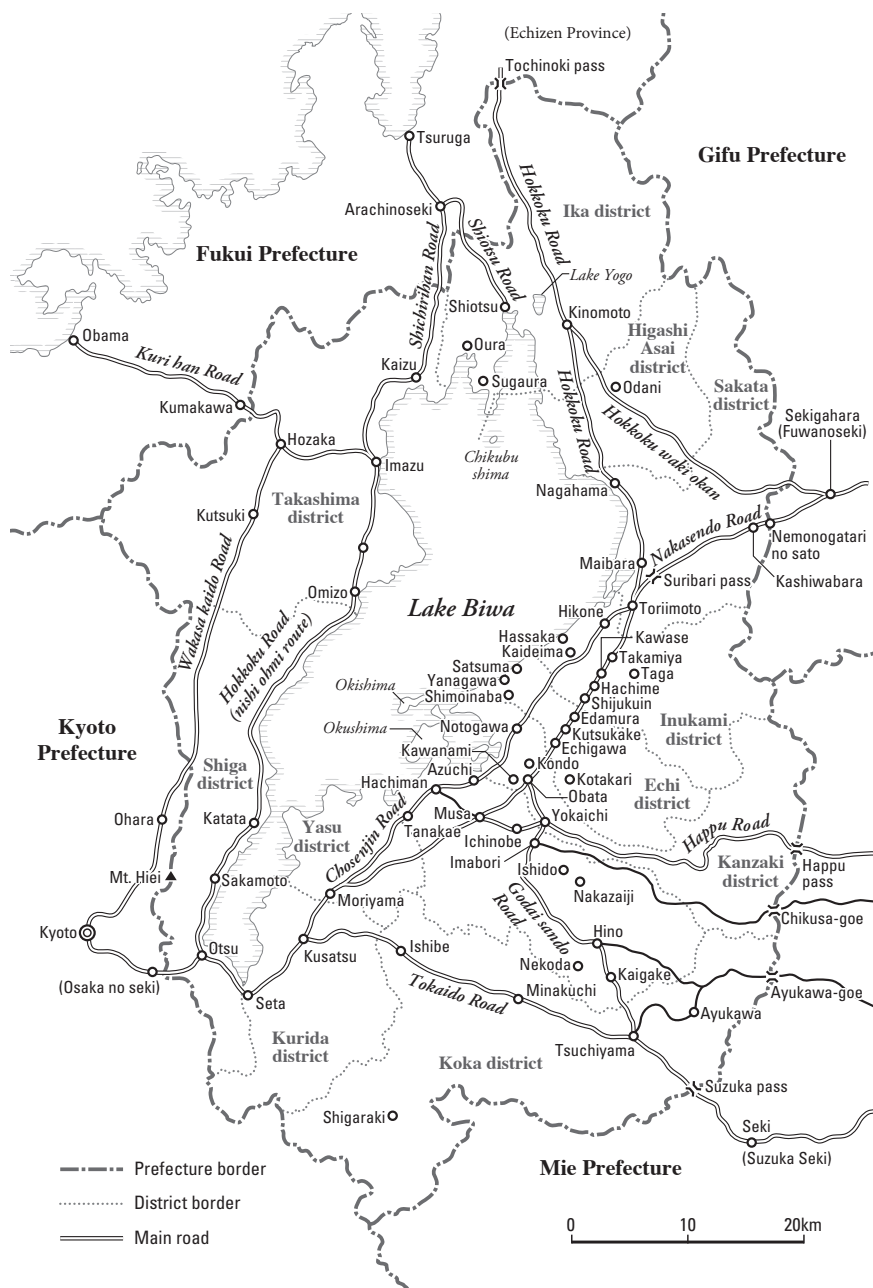 (Echizen Province)
Tochinoki pass
Tsuruga
Gifu Prefecture
Hokkoku Road
Ika district
Arachinoseki
Shiotsu Road
Fukui Prefecture
Shichirihan Road
Lake Yogo
Shiotsu
Kinomoto
Obama
Oura
Higashi
Asai
district
Kuri han Road
Kaizu
Sugaura
Odani
Sakata
district
Kumakawa
Hokkoku Road
Hokkoku waki okan
Sekigahara
(Fuwanoseki)
Hozaka
Imazu
Chikubu
shima
Nagahama
Takashima
district
Kutsuki
Nakasendo Road
Nemonogatari
no sato
Maibara
Suribari pass
Kashiwabara
Wakasa kaido Road
Omizo
Lake Biwa
Hikone
Toriimoto
Hokkoku Road
(nishi ohmi route)
Hassaka
Kawase
Kaideima
Takamiya
Satsuma
Taga
Yanagawa
Hachime
Okishima
Shimoinaba
Shijukuin
Edamura
Inukami
district
Kyoto
Prefecture
Okushima
Notogawa
Kutsukake
Kawanami
Echigawa
Shiga
district
Azuchi
Kondo
Kotakari
Hachiman
Obata
Echi
district
Ohara
Katata
Yasu
district
Chosenjin Road
Musa
Yokaichi
Happu Road
Tanakae
Ichinobe
Kanzaki
district
Happu
pass
Imabori
Mt. Hiei
Sakamoto
Ishido
Moriyama
Nakazaiji
Chikusa-goe
Godai sando
Road
Kyoto
Otsu
Kusatsu
Ishibe
Hino
(Osaka no seki)
Nekoda
Kaigake
Seta
Tokaido Road
Minakuchi
Ayukawa-goe
Ayukawa
Kurida
district
Tsuchiyama
Koka district
Suzuka pass
Shigaraki
Seki
(Suzuka Seki)
Prefecture border
Mie Prefecture
District border
Main road
0 10 20km